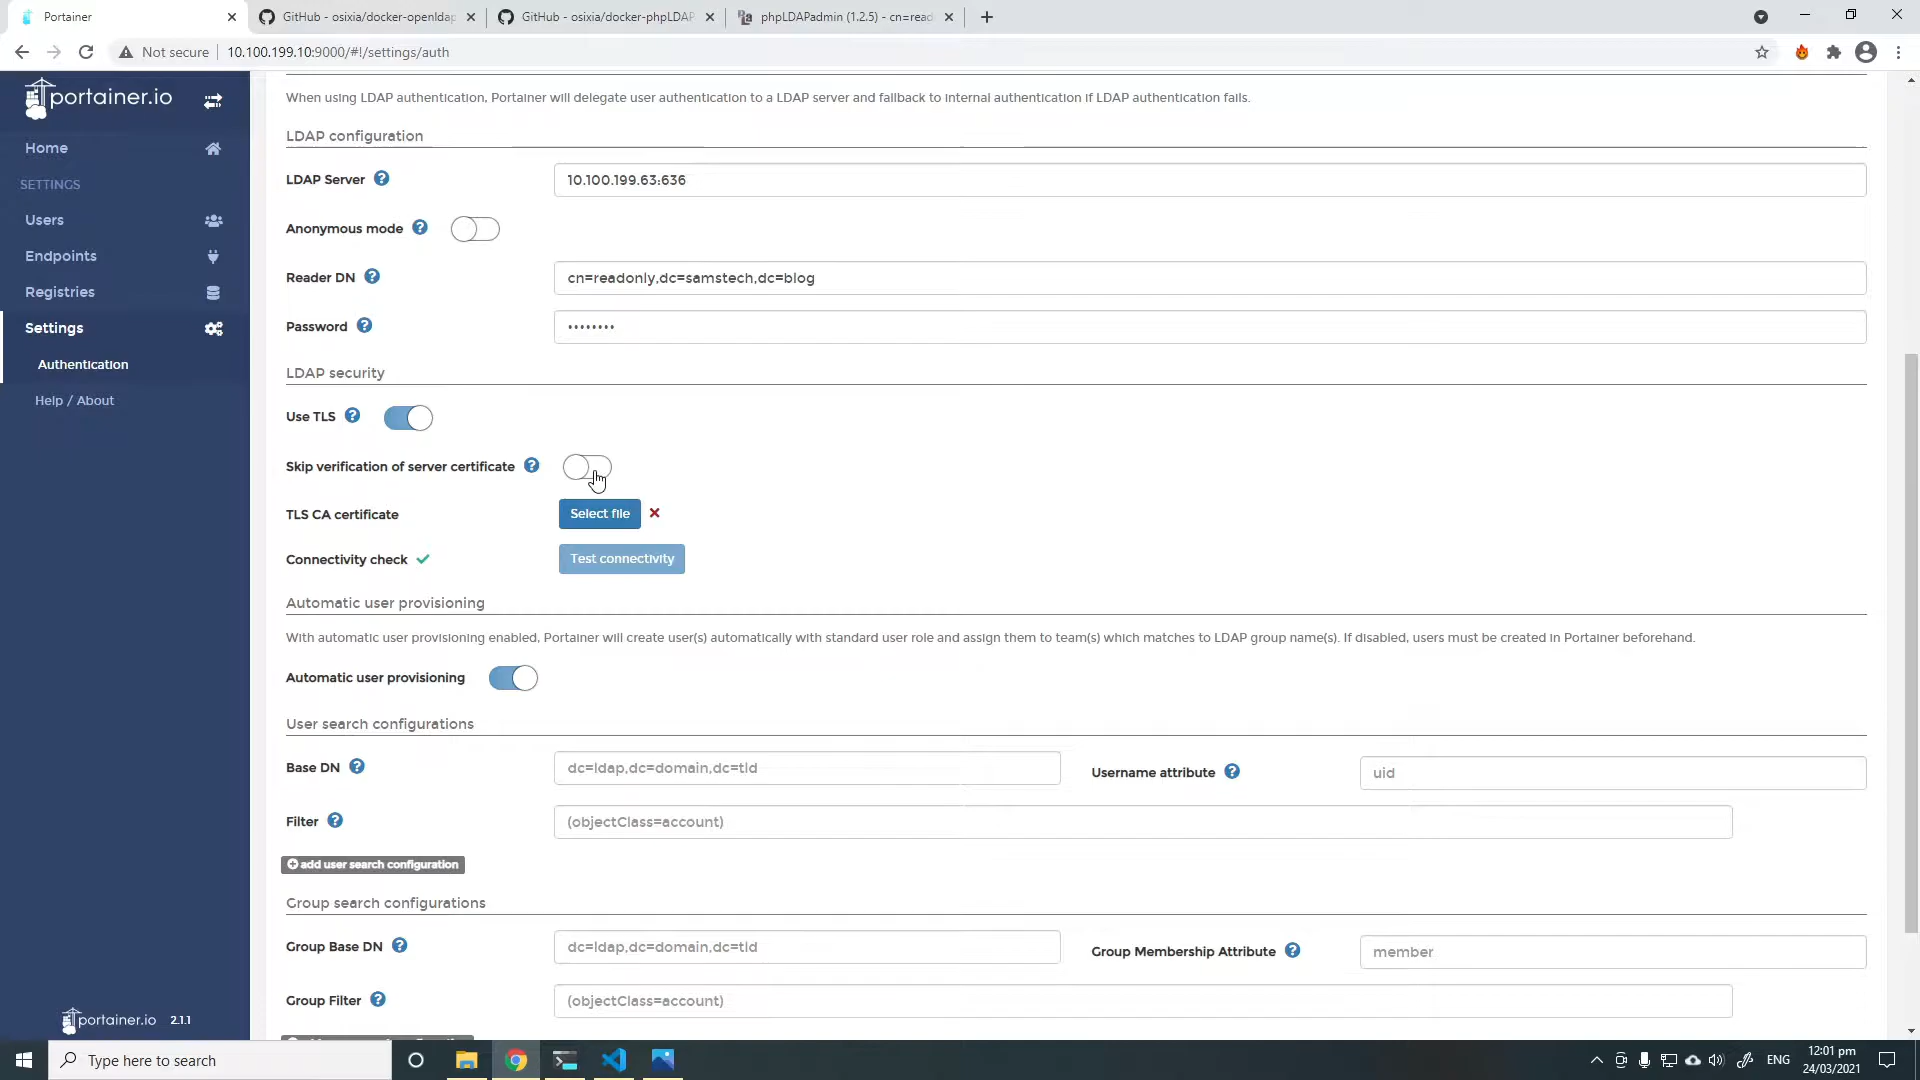 Portainer
GitHub - osixia/docker-openldap
GitHub - osixia/docker-phpLDAP
phpLDAPadmin (1.2.5) - cn=read
Not secure
10.100.199.10:9000/#!/settings/auth
portainer.io
When using LDAP authentication, Portainer will delegate user authentication to a LDAP server and fallback to internal authentication if LDAP authentication fails.
LDAP configuration
Home
SETTINGS
LDAP Server
10.100.199.63:636
Users
Anonymous mode
Endpoints
Reader DN
cn=readonly,dc=samstech,dc=blog
Registries
Password
••••••••
Settings
Authentication
LDAP security
Help / About
Use TLS
Skip verification of server certificate
TLS CA certificate
Select file
Connectivity check
Test connectivity
Automatic user provisioning
With automatic user provisioning enabled, Portainer will create user(s) automatically with standard user role and assign them to team(s) which matches to LDAP group name(s). If disabled, users must be created in Portainer beforehand.
Automatic user provisioning
User search configurations
Base DN
dc=ldap,dc=domain,dc=tld
Username attribute
uid
Filter
(objectClass=account)
add user search configuration
Group search configurations
Group Base DN
dc=ldap,dc=domain,dc=tld
Group Membership Attribute
member
Group Filter
(objectClass=account)
portainer.io 2.1.1
Type here to search
ENG
12:01 pm
24/03/2021